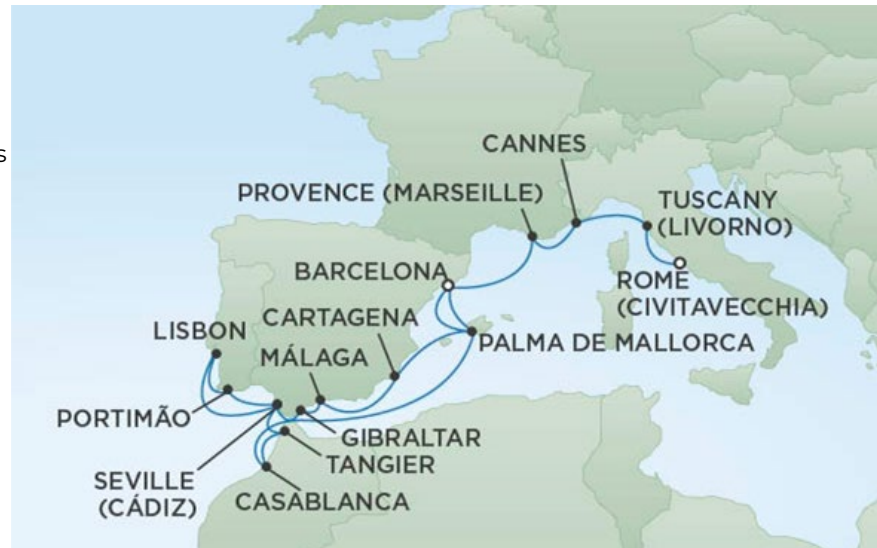 s
CANNES
PROVENCE (MARSEILLE)
TUSCANY
(LIVORNO)
BARCELONA
ROME
(CIVITAVECCHIA)
CARTAGENA
LISBON
PALMA DE MALLORCA
MÁLAGA
PORTIMÃO
GIBRALTAR
TANGIER
SEVILLE
(CÁDIZ)
CASABLANCA